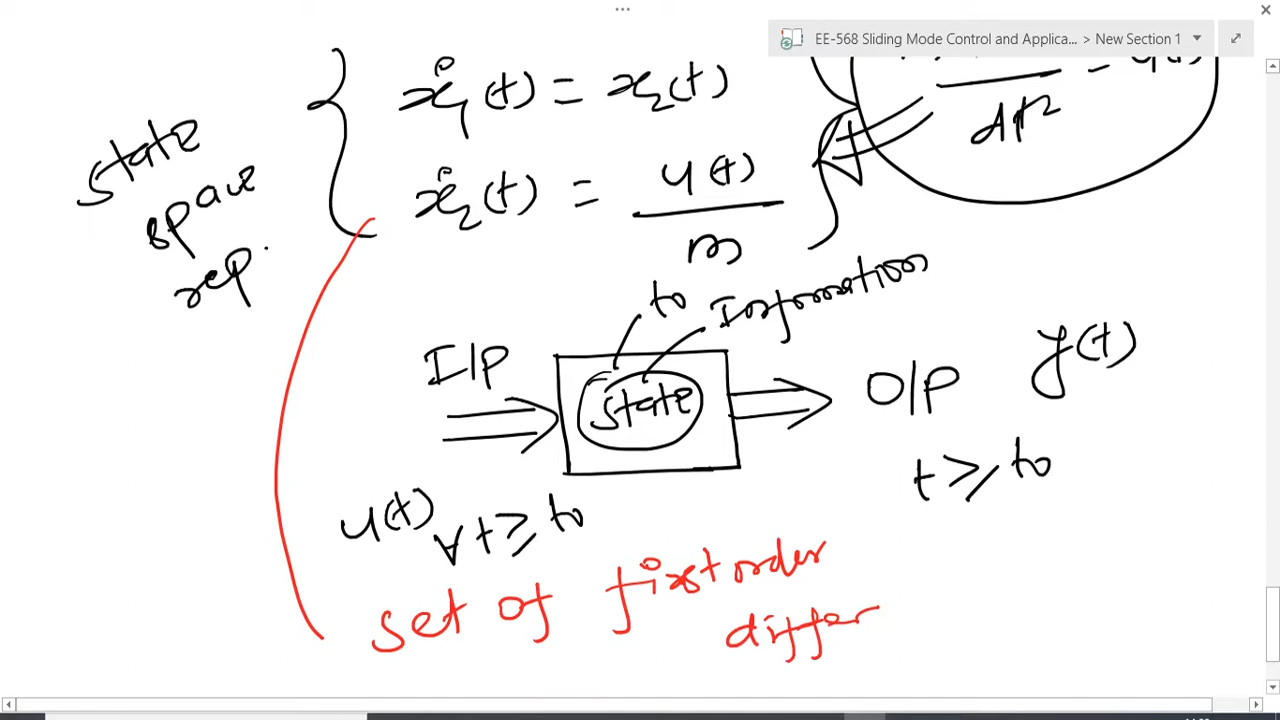 EE-568 Sliding Mode Control and Applica... > New Section 1
ẋ₁(t) = x₂(t)
dt²
State
space
rep.
ẋ₂(t) = u(t)
m
to Information
I/P
State
O/P y(t)
t ≥ to
u(t) ∀ t ≥ to
set of first order
differ